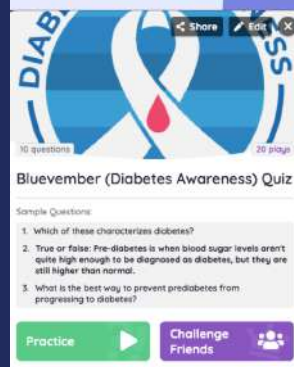 DIAB
NESS
Share
Edit
10 questions
20 plays
Bluevember (Diabetes Awareness) Quiz
Sample Questions:
1. Which of these characterizes diabetes?
2. True or false: Pre-diabetes is when blood sugar levels aren't
quite high enough to be diagnosed as diabetes, but they are
still higher than normal.
3. What is the best way to prevent prediabetes from
progressing to diabetes?
Practice
Challenge
Friends